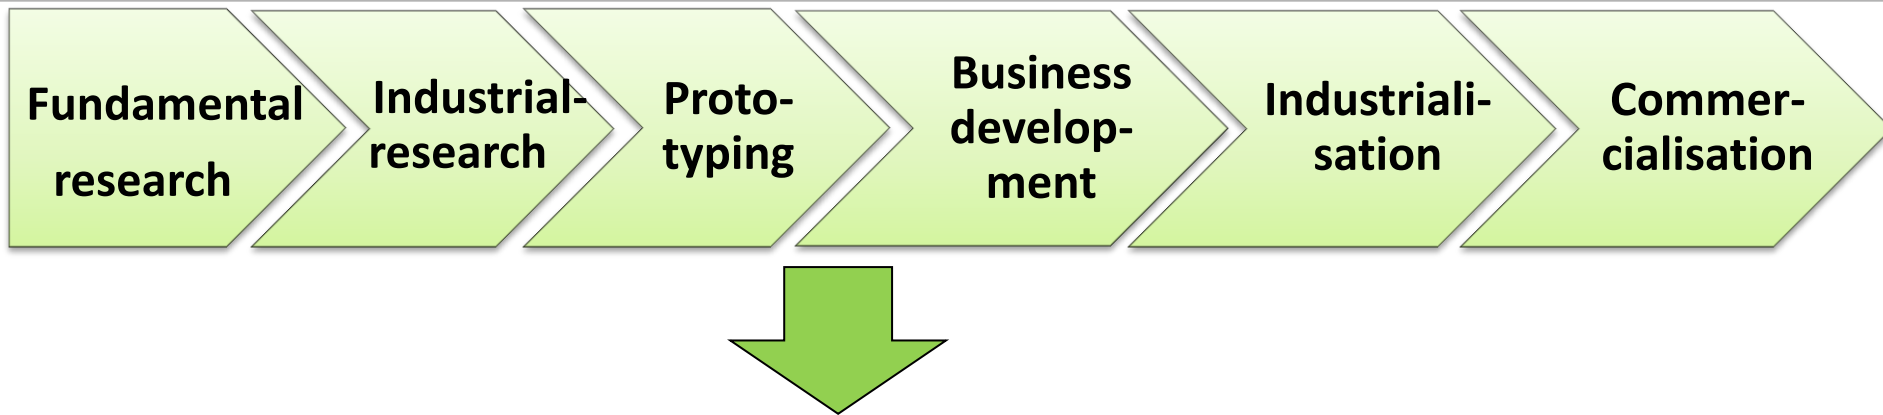 Fundamental
research
Industrial-
research
Proto-
typing
Business
develop-
ment
Industriali-
sation
Commer-
cialisation